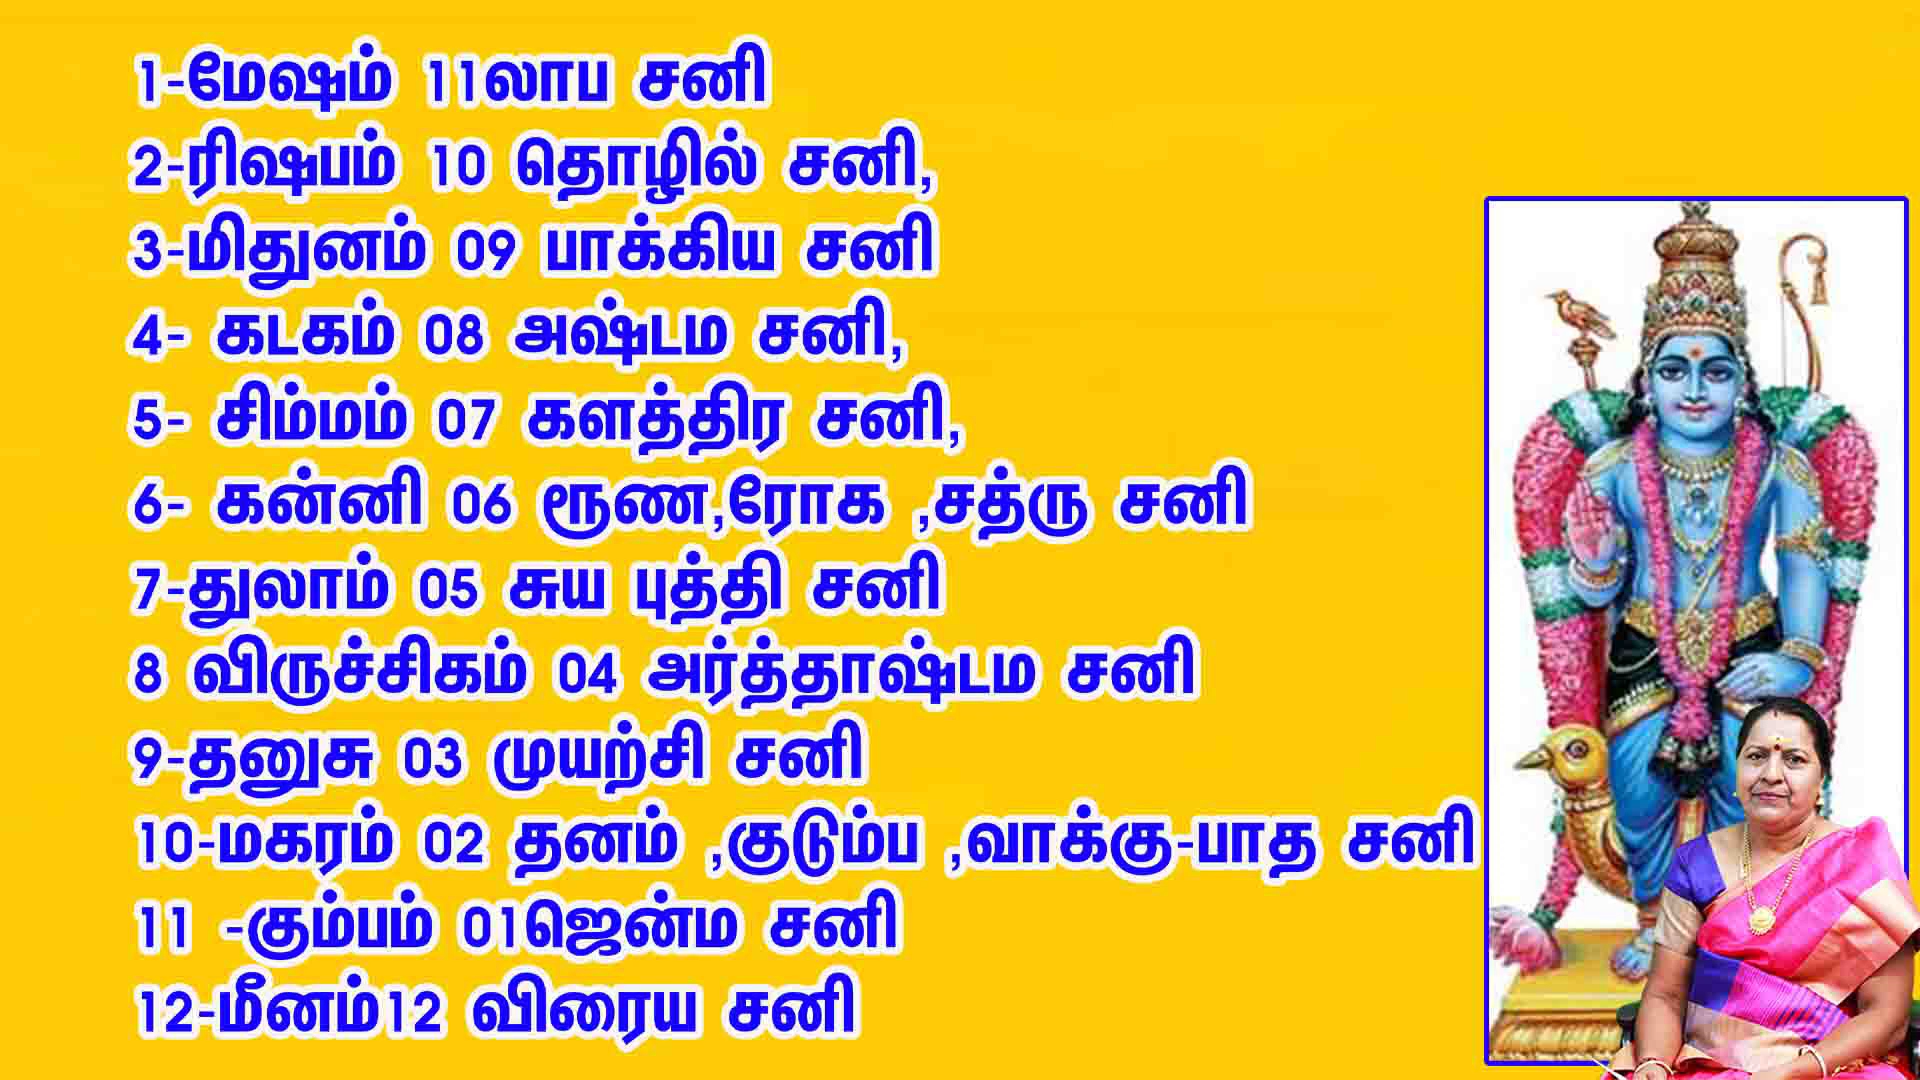 1-மேஷம் 11லாப சனி
2-ரிஷபம் 10 தொழில் சனி,
3-மிதுனம் 09 பாக்கிய சனி
4- கடகம் 08 அஷ்டம சனி,
5- சிம்மம் 07 களத்திர சனி,
6- கன்னி 06 ரூண,ரோக ,சத்ரு சனி
7-துலாம் 05 சுய புத்தி சனி
8 விருச்சிகம் 04 அர்த்தாஷ்டம சனி
9-தனுசு 03 முயற்சி சனி
10-மகரம் 02 தனம் ,குடும்ப ,வாக்கு-பாத சனி
11 -கும்பம் 01ஜென்ம சனி
12-மீனம்12 விரைய சனி